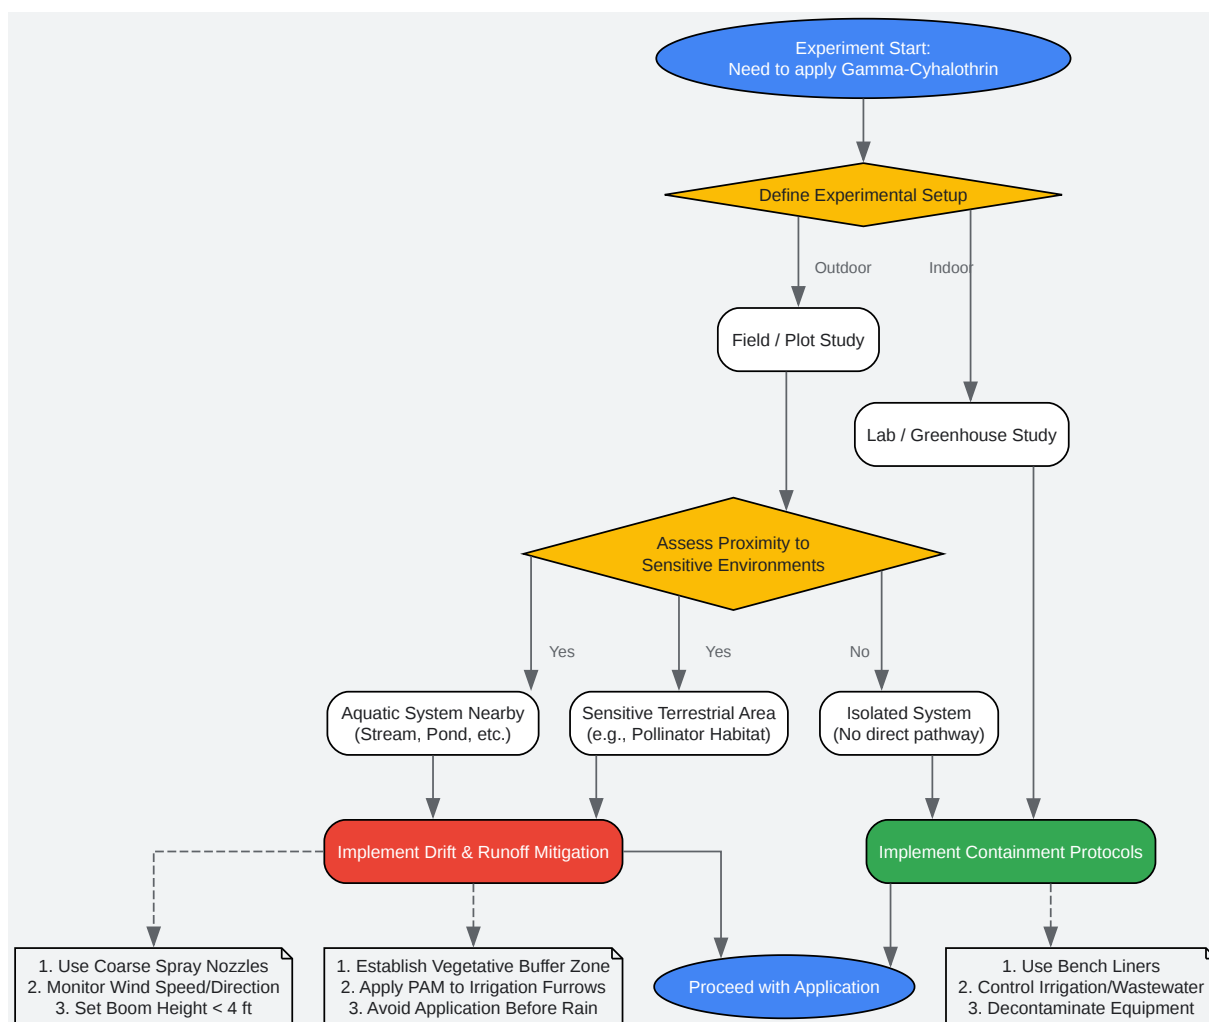 Experiment Start:
Need to apply Gamma-Cyhalothrin
Define Experimental Setup
Outdoor
Indoor
Field / Plot Study
Lab / Greenhouse Study
Assess Proximity to
Sensitive Environments
Yes
Yes
No
Aquatic System Nearby
(Stream, Pond, etc.)
Sensitive Terrestrial Area
(e.g., Pollinator Habitat)
Isolated System
(No direct pathway)
Implement Drift & Runoff Mitigation
Implement Containment Protocols
1. Use Coarse Spray Nozzles
2. Monitor Wind Speed/Direction
3. Set Boom Height < 4 ft
1. Establish Vegetative Buffer Zone
2. Apply PAM to Irrigation Furrows
3. Avoid Application Before Rain
Proceed with Application
1. Use Bench Liners
2. Control Irrigation/Wastewater
3. Decontaminate Equipment